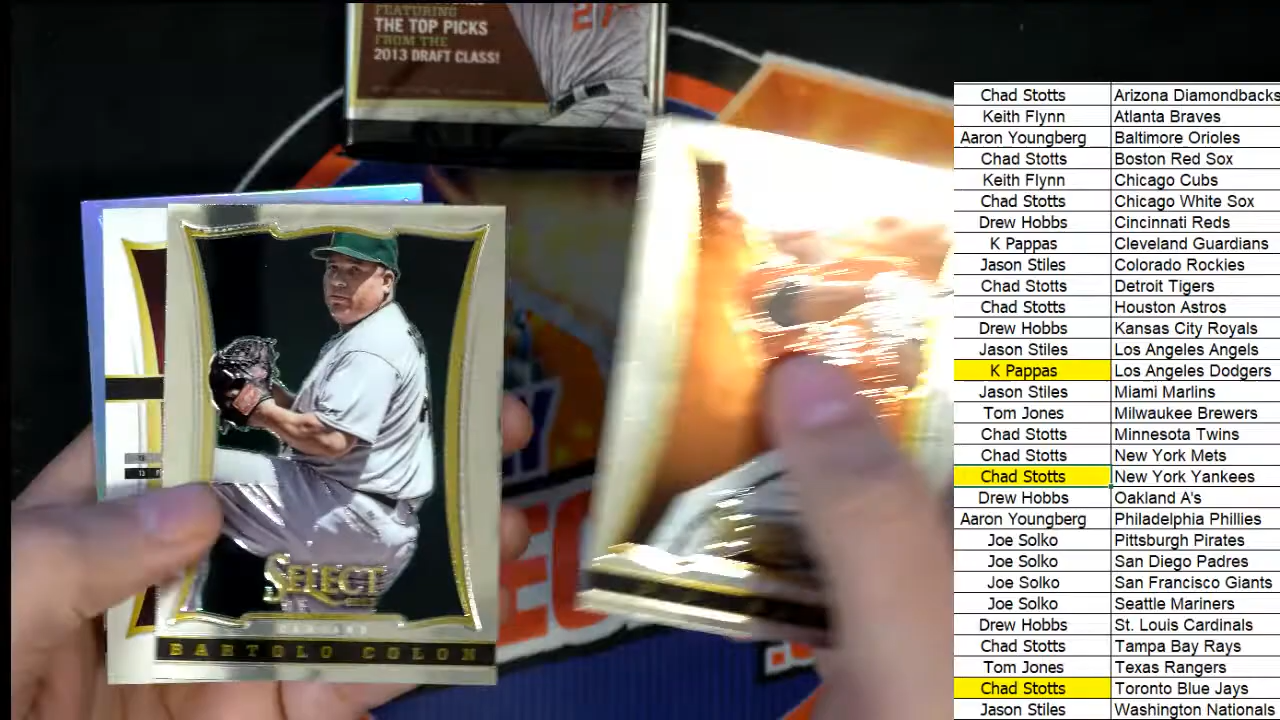 FEATURING
THE TOP PICKS
FROM THE
2013 DRAFT CLASS!
27
SELECT
BARTOLO COLON
Chad Stotts Arizona Diamondbacks
Keith Flynn Atlanta Braves
Aaron Youngberg Baltimore Orioles
Chad Stotts Boston Red Sox
Keith Flynn Chicago Cubs
Chad Stotts Chicago White Sox
Drew Hobbs Cincinnati Reds
K Pappas Cleveland Guardians
Jason Stiles Colorado Rockies
Chad Stotts Detroit Tigers
Chad Stotts Houston Astros
Drew Hobbs Kansas City Royals
Jason Stiles Los Angeles Angels
K Pappas Los Angeles Dodgers
Jason Stiles Miami Marlins
Tom Jones Milwaukee Brewers
Chad Stotts Minnesota Twins
Chad Stotts New York Mets
Chad Stotts New York Yankees
Drew Hobbs Oakland A's
Aaron Youngberg Philadelphia Phillies
Joe Solko Pittsburgh Pirates
Joe Solko San Diego Padres
Joe Solko San Francisco Giants
Joe Solko Seattle Mariners
Drew Hobbs St. Louis Cardinals
Chad Stotts Tampa Bay Rays
Tom Jones Texas Rangers
Chad Stotts Toronto Blue Jays
Jason Stiles Washington Nationals